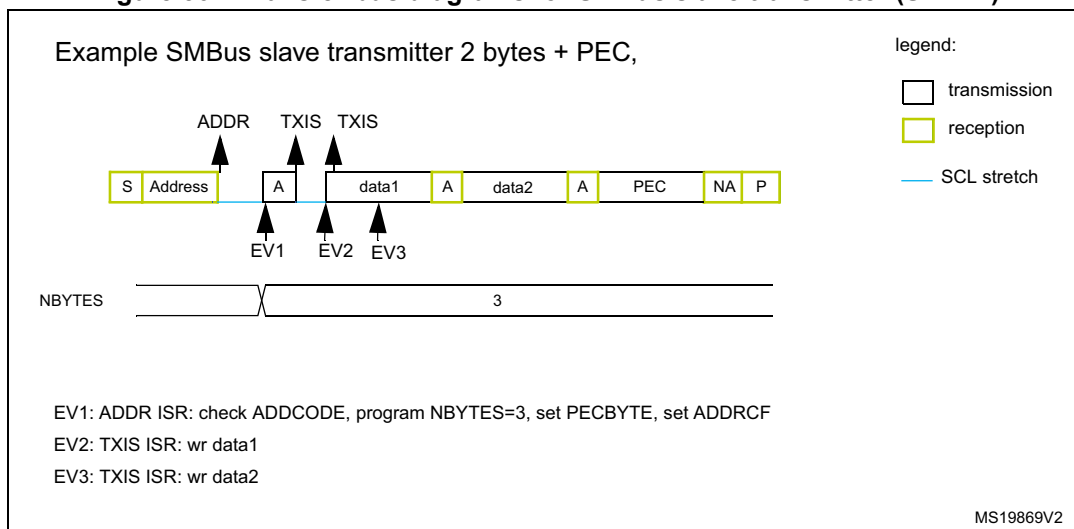 Example SMBus slave transmitter 2 bytes + PEC,
legend:
transmission
reception
SCL stretch
ADDR TXIS TXIS
S Address A data1 A data2 A PEC NA P
EV1 EV2 EV3
NBYTES 3
EV1: ADDR ISR: check ADDCODE, program NBYTES=3, set PECBYTE, set ADDRCF
EV2: TXIS ISR: wr data1
EV3: TXIS ISR: wr data2
MS19869V2